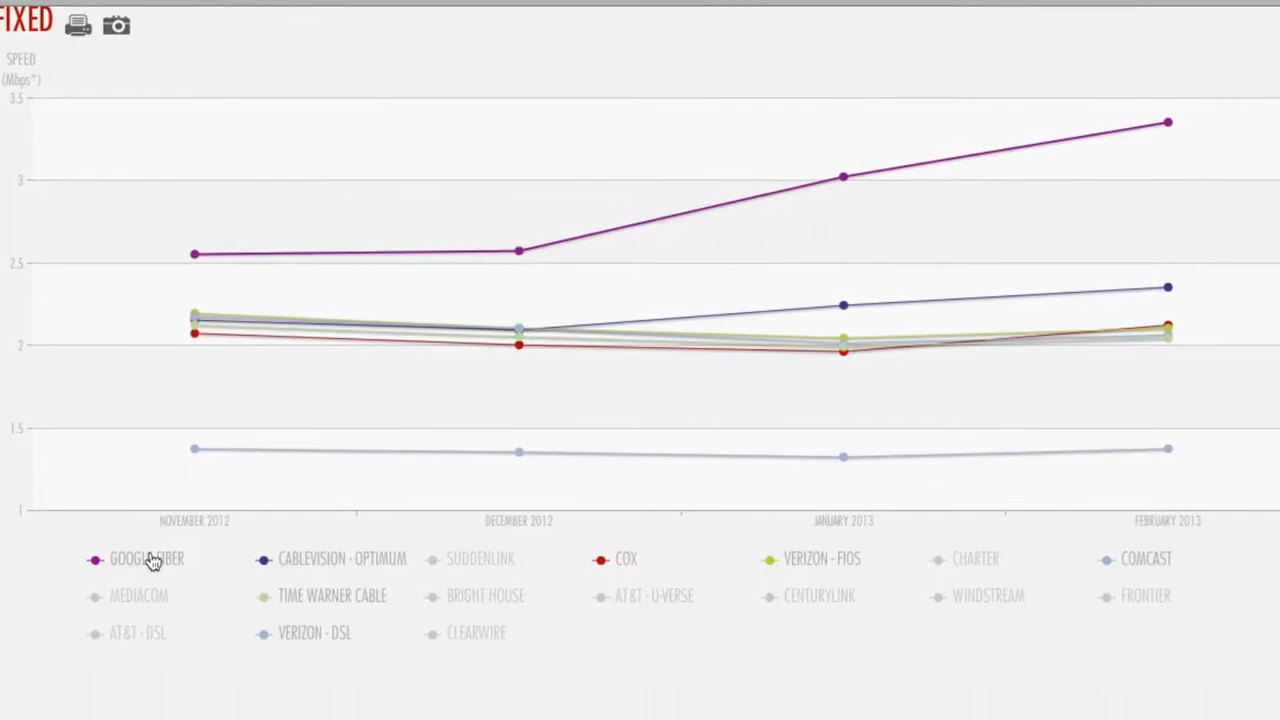 FIXED
SPEED
(Mbps*)
3.5
3
2.5
2
1.5
1
NOVEMBER 2012 DECEMBER 2012 JANUARY 2013 FEBRUARY 2013
CABLEVISION - OPTIMUM SUDDENLINK COX VERIZON - FIOS CHARTER COMCAST
MEDIACOM TIME WARNER CABLE BRIGHT HOUSE AT&T - U-VERSE CENTURYLINK WINDSTREAM FRONTIER
AT&T - DSL VERIZON - DSL CLEARWIRE